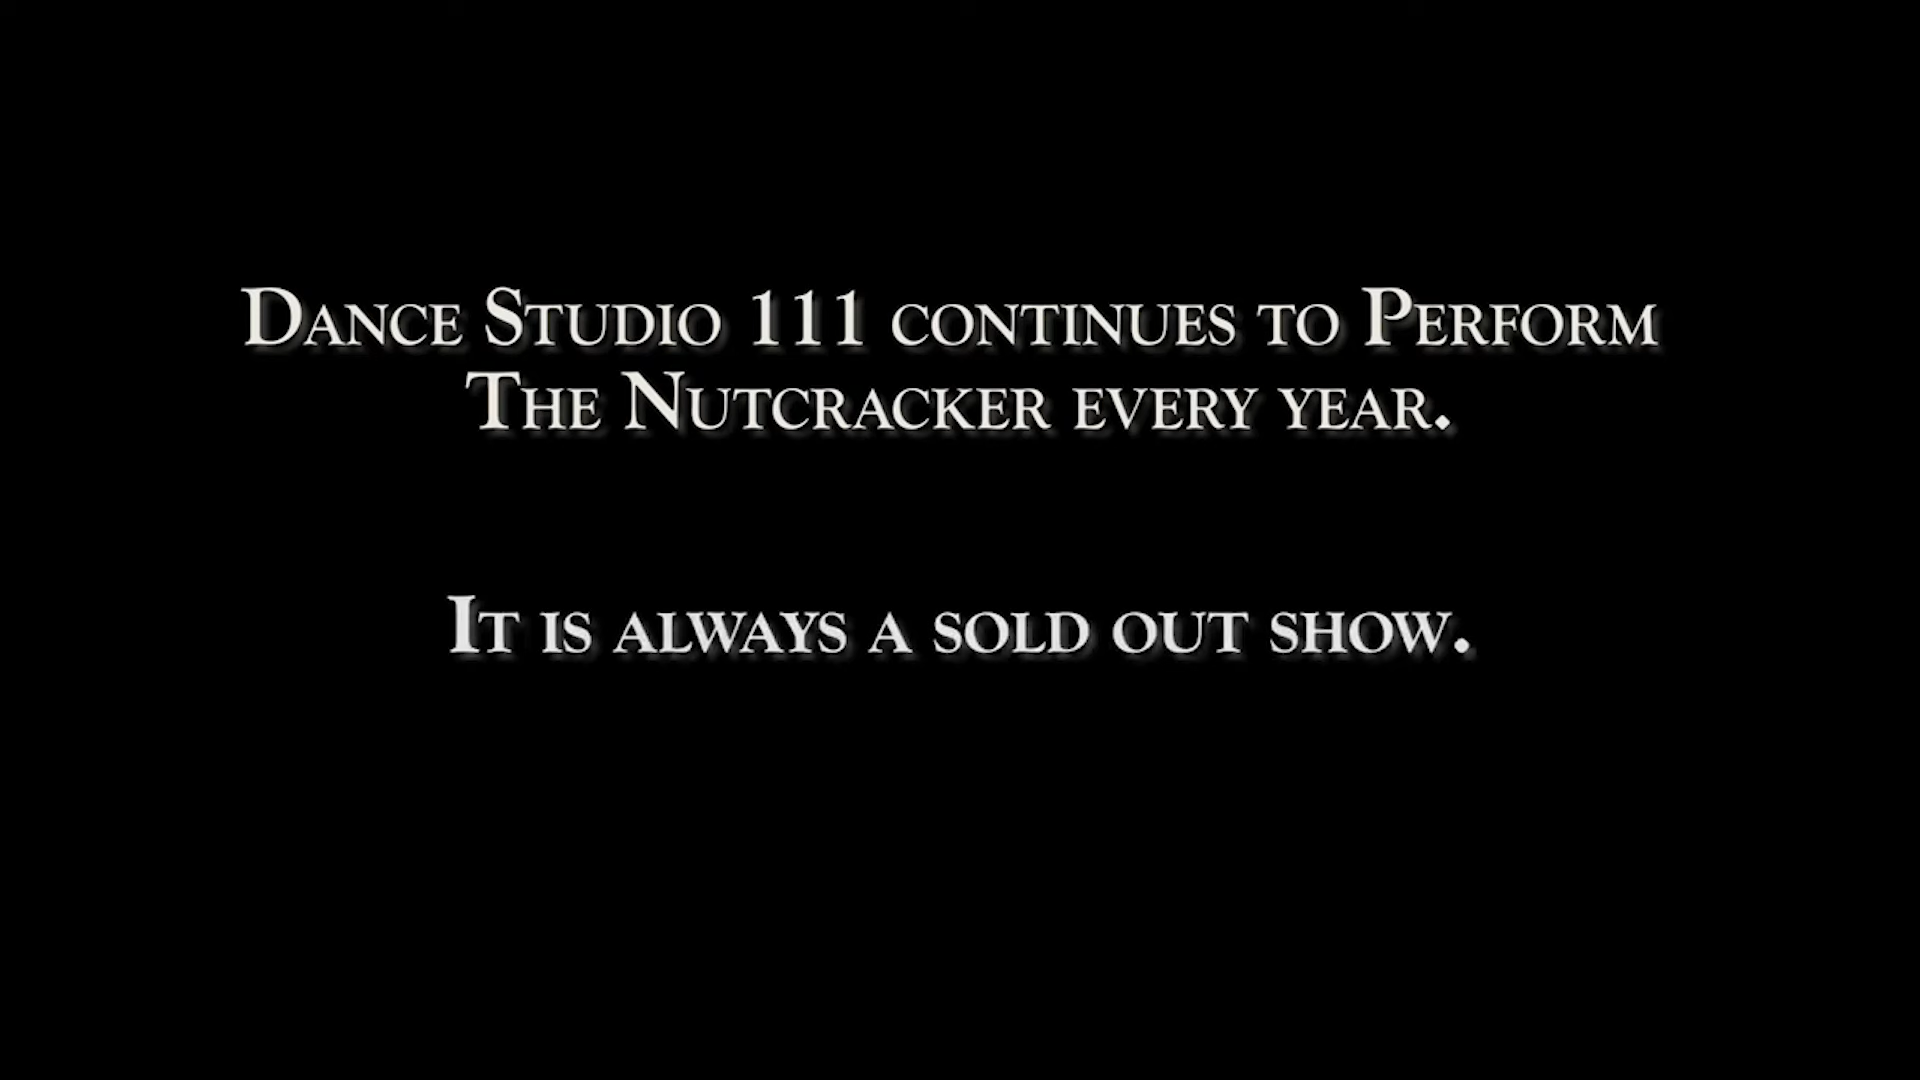 Dance Studio 111 continues to Perform
The Nutcracker every year.
It is always a sold out show.